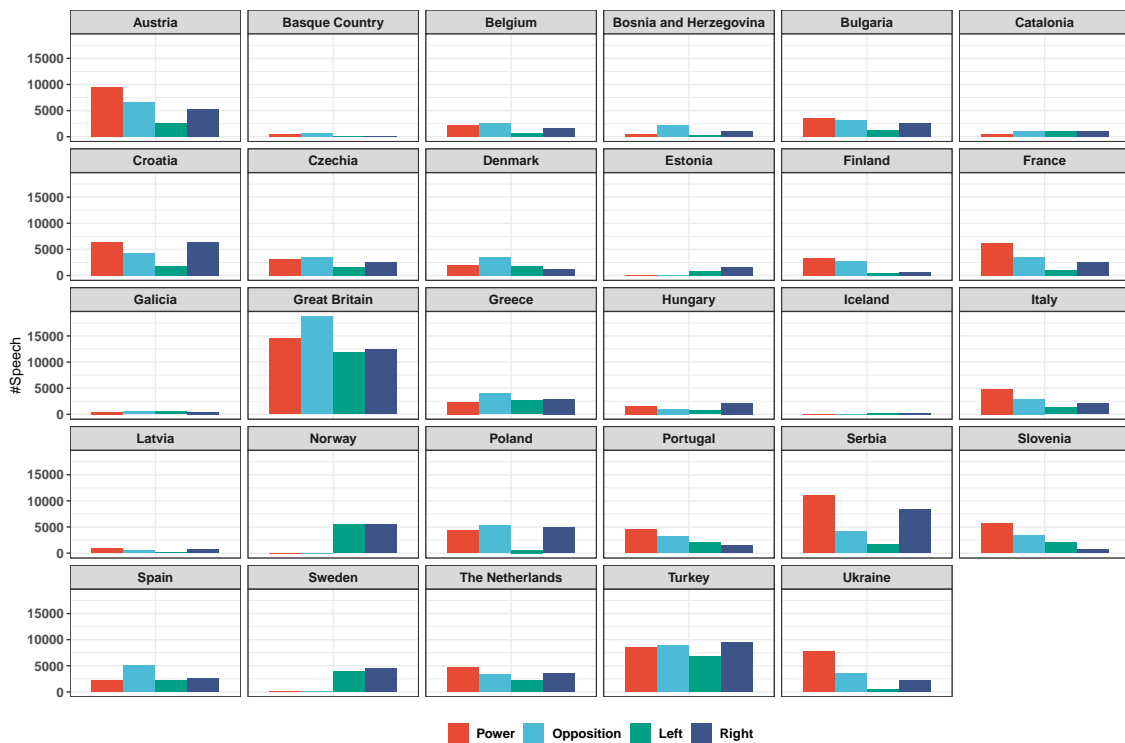 Austria Basque Country Belgium Bosnia and Herzegovina Bulgaria Catalonia
15000
10000
5000
0
Croatia Czechia Denmark Estonia Finland France
15000
10000
5000
0
Galicia Great Britain Greece Hungary Iceland Italy
#Speech
15000
10000
5000
0
Latvia Norway Poland Portugal Serbia Slovenia
15000
10000
5000
0
Spain Sweden The Netherlands Turkey Ukraine
15000
10000
5000
0
Power Opposition Left Right